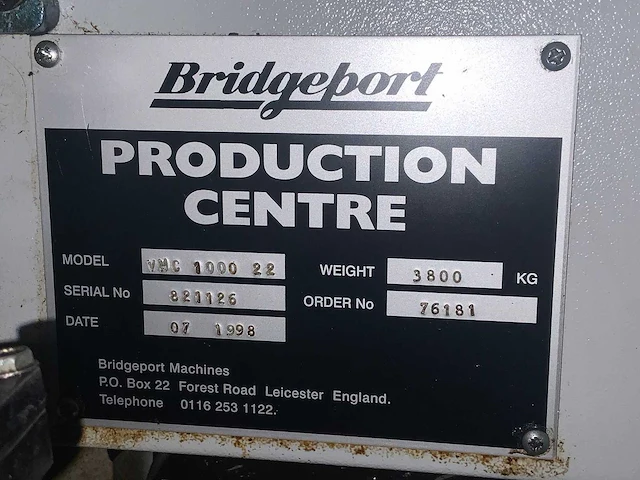 Bridgeport
PRODUCTION
CENTRE
MODEL VMC 1000 22 WEIGHT 3800 KG
SERIAL No 821126 ORDER No 76181
DATE 07 1998
Bridgeport Machines
P.O. Box 22 Forest Road Leicester England.
Telephone 0116 253 1122.